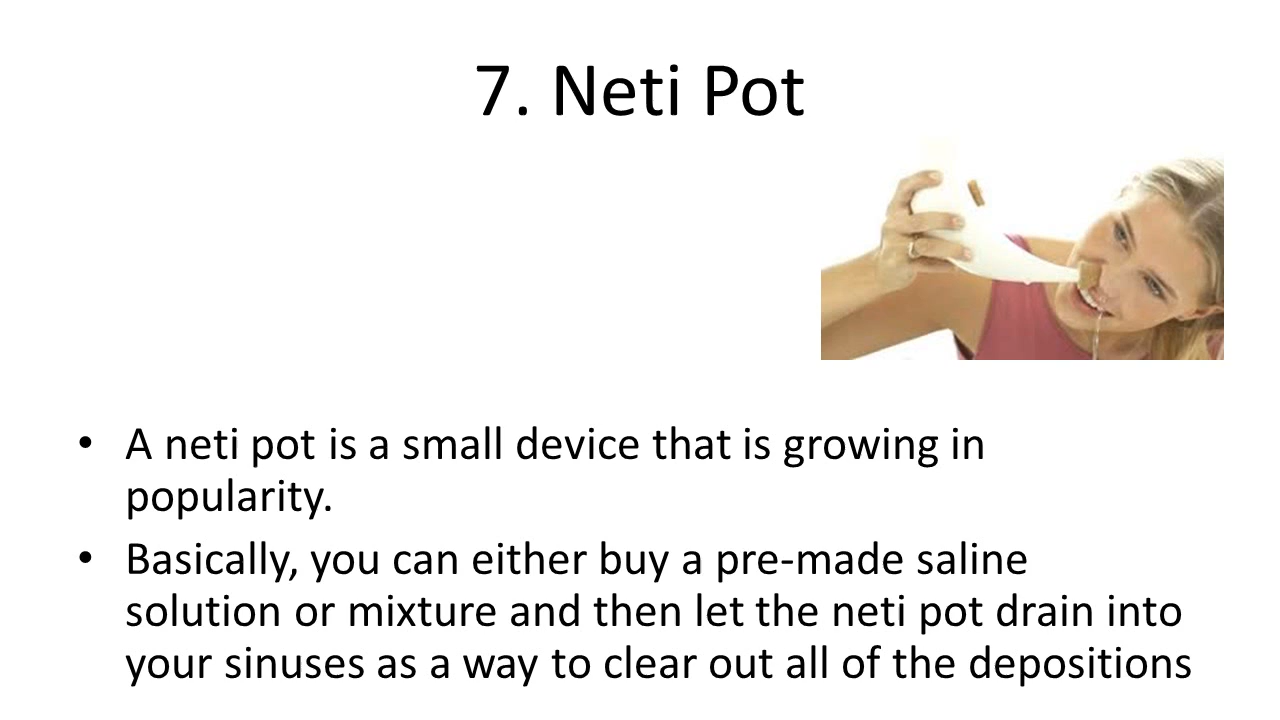 7. Neti Pot
• A neti pot is a small device that is growing in
popularity.
• Basically, you can either buy a pre-made saline
solution or mixture and then let the neti pot drain into
your sinuses as a way to clear out all of the depositions